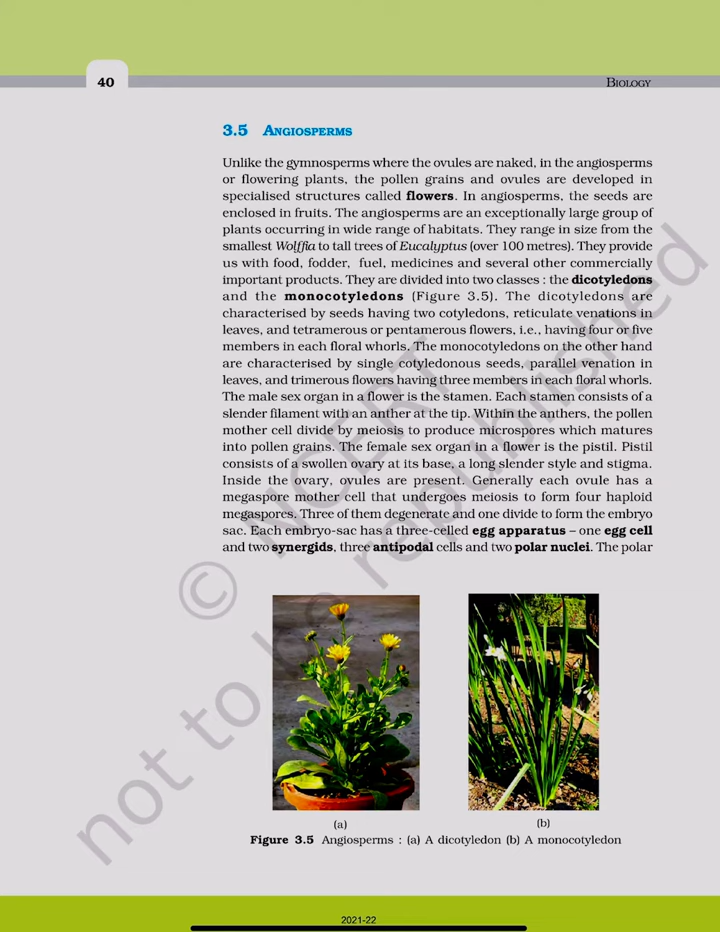 40
BIOLOGY
3.5 ANGIOSPERMS
Unlike the gymnosperms where the ovules are naked, in the angiosperms
or flowering plants, the pollen grains and ovules are developed in
specialised structures called flowers. In angiosperms, the seeds are
enclosed in fruits. The angiosperms are an exceptionally large group of
plants occurring in wide range of habitats. They range in size from the
smallest Wolffia to tall trees of Eucalyptus (over 100 metres). They provide
us with food, fodder, fuel, medicines and several other commercially
important products. They are divided into two classes : the dicotyledons
and the monocotyledons (Figure 3.5). The dicotyledons are
characterised by seeds having two cotyledons, reticulate venations in
leaves, and tetramerous or pentamerous flowers, i.e., having four or five
members in each floral whorls. The monocotyledons on the other hand
are characterised by single cotyledonous seeds, parallel venation in
leaves, and trimerous flowers having three members in each floral whorls.
The male sex organ in a flower is the stamen. Each stamen consists of a
slender filament with an anther at the tip. Within the anthers, the pollen
mother cell divide by meiosis to produce microspores which matures
into pollen grains. The female sex organ in a flower is the pistil. Pistil
consists of a swollen ovary at its base, a long slender style and stigma.
Inside the ovary, ovules are present. Generally each ovule has a
megaspore mother cell that undergoes meiosis to form four haploid
megaspores. Three of them degenerate and one divide to form the embryo
sac. Each embryo-sac has a three-celled egg apparatus – one egg cell
and two synergids, three antipodal cells and two polar nuclei. The polar
© NCERT
not to be republished
(a)
(b)
Figure 3.5 Angiosperms : (a) A dicotyledon (b) A monocotyledon
2021-22